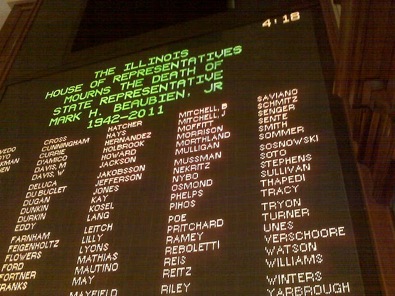 4:18
THE ILLINOIS
HOUSE OF REPRESENTATIVES
MOURNS THE DEATH OF
STATE REPRESENTATIVE
MARK H. BEAUBIEN, JR
1942-2011
CROSS
CUNNINGHAM
CURRIE
D'AMICO
DAVIS, M
DAVIS, W
DELUCA
DUBUCLET
DUGAN
DUNKIN
DURKIN
EDDY
FARNHAM
FEIGENHOLTZ
FLOWERS
FORD
FORTNER
FRANKS
HATCHER
HAYS
HERNANDEZ
HOLBROOK
HOWARD
JACKSON
JAKOBSSON
JEFFERSON
JONES
KAY
KOSEL
LANG
LEITCH
LILLY
LYONS
MATHIAS
MAUTINO
MAY
MAYFIELD
MITCHELL, B
MITCHELL, J
MOFFITT
MORRISON
MORTHLAND
MULLIGAN
MUSSMAN
NEKRITZ
NYBO
OSMOND
PHELPS
PIHOS
POE
PRITCHARD
RAMEY
REBOLETTI
REIS
REITZ
RILEY
SAVIANO
SCHMITZ
SENGER
SENTE
SMITH
SOMMER
SOSNOWSKI
SOTO
STEPHENS
SULLIVAN
THAPEDI
TRACY
TRYON
TURNER
UNES
VERSCHOORE
WATSON
WILLIAMS
WINTERS
YARBROUGH